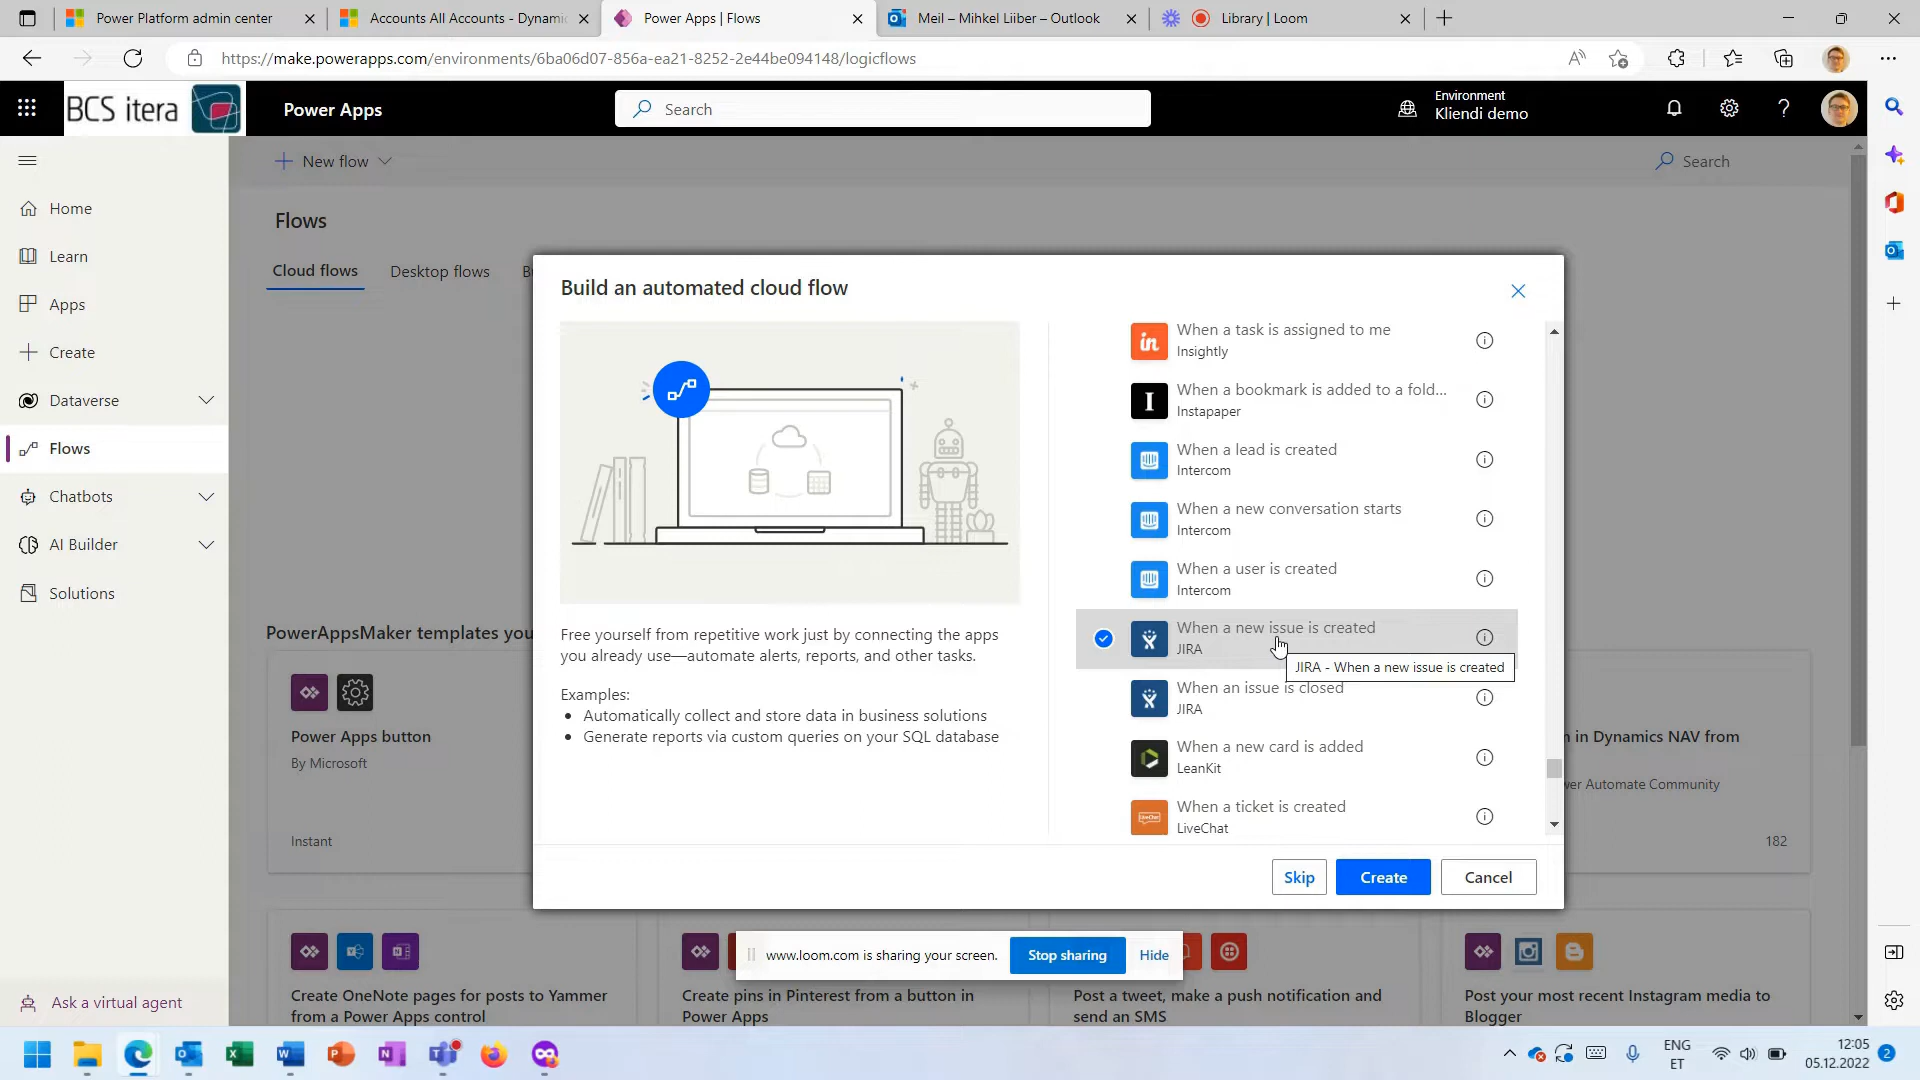 Power Platform admin center
Accounts All Accounts - Dynamic
Power Apps | Flows
Meil – Mihkel Liiber – Outlook
Library | Loom
https://make.powerapps.com/environments/6ba06d07-856a-ea21-8252-2e44be094148/logicflows
BCS itera
Power Apps
Search
Environment
Kliendi demo
New flow
Search
Home
Learn
Apps
Create
Dataverse
Flows
Chatbots
AI Builder
Solutions
Ask a virtual agent
Flows
Cloud flows
Desktop flows
B
Build an automated cloud flow
Free yourself from repetitive work just by connecting the apps
you already use—automate alerts, reports, and other tasks.
Examples:
• Automatically collect and store data in business solutions
• Generate reports via custom queries on your SQL database
When a task is assigned to me
Insightly
When a bookmark is added to a fold...
Instapaper
When a lead is created
Intercom
When a new conversation starts
Intercom
When a user is created
Intercom
When a new issue is created
JIRA
JIRA - When a new issue is created
When an issue is closed
JIRA
When a new card is added
LeanKit
When a ticket is created
LiveChat
Skip
Create
Cancel
PowerAppsMaker templates you
Power Apps button
By Microsoft
Instant
n in Dynamics NAV from
wer Automate Community
182
www.loom.com is sharing your screen.
Stop sharing
Hide
Create OneNote pages for posts to Yammer
from a Power Apps control
Create pins in Pinterest from a button in
Power Apps
Post a tweet, make a push notification and
send an SMS
Post your most recent Instagram media to
Blogger
ENG
ET
12:05
05.12.2022
2